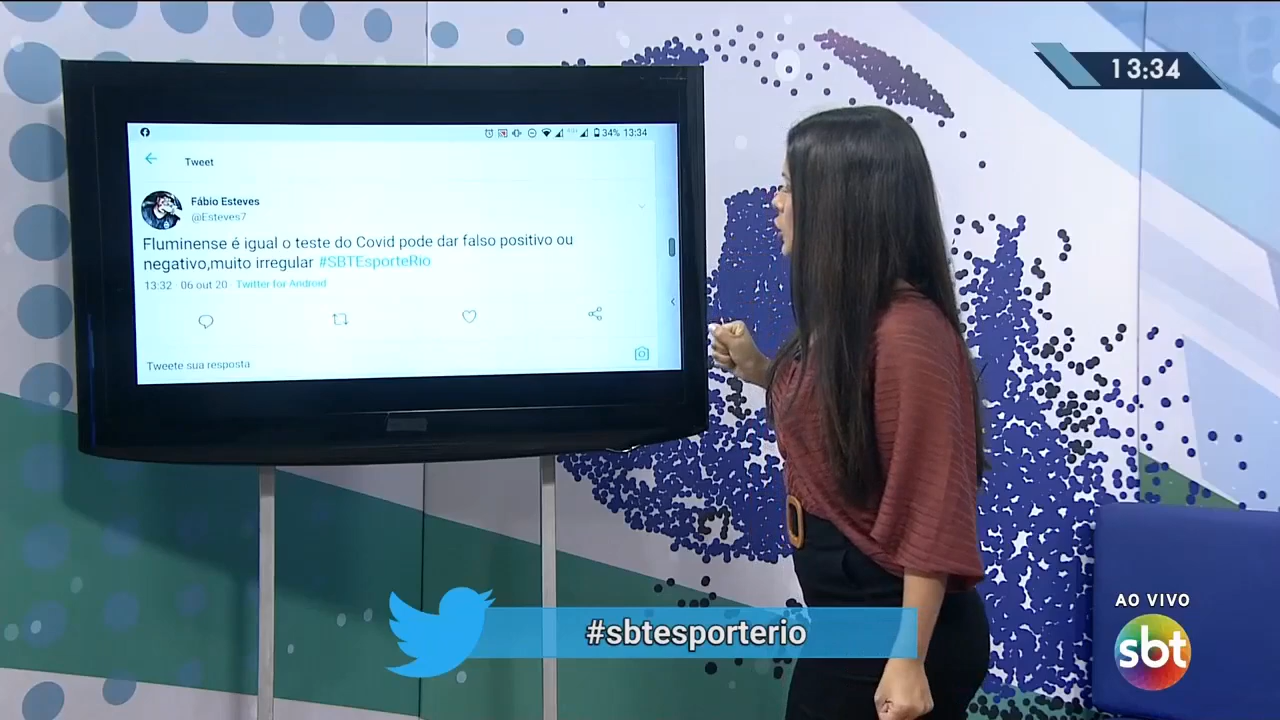 13:34
34% 13:34
Tweet
Fábio Esteves
@Esteves7
Fluminense é igual o teste do Covid pode dar falso positivo ou
negativo,muito irregular #SBTEsporteRio
13:32 · 06 out 20 · Twitter for Android
Tweete sua resposta
#sbtesporterio
AO VIVO
sbt